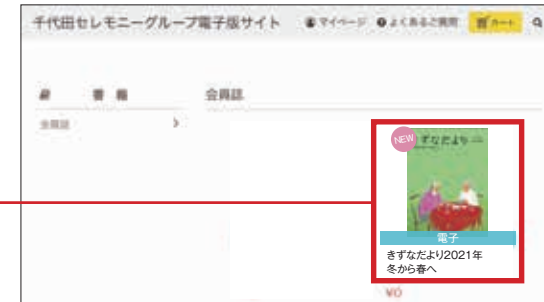 千代田セレモニーグループ電子版サイト
マイページ
よくあるご質問
カート
会員誌
会員誌
NEW
きずなだより
電子
きずなだより2021年
冬から春へ
¥0